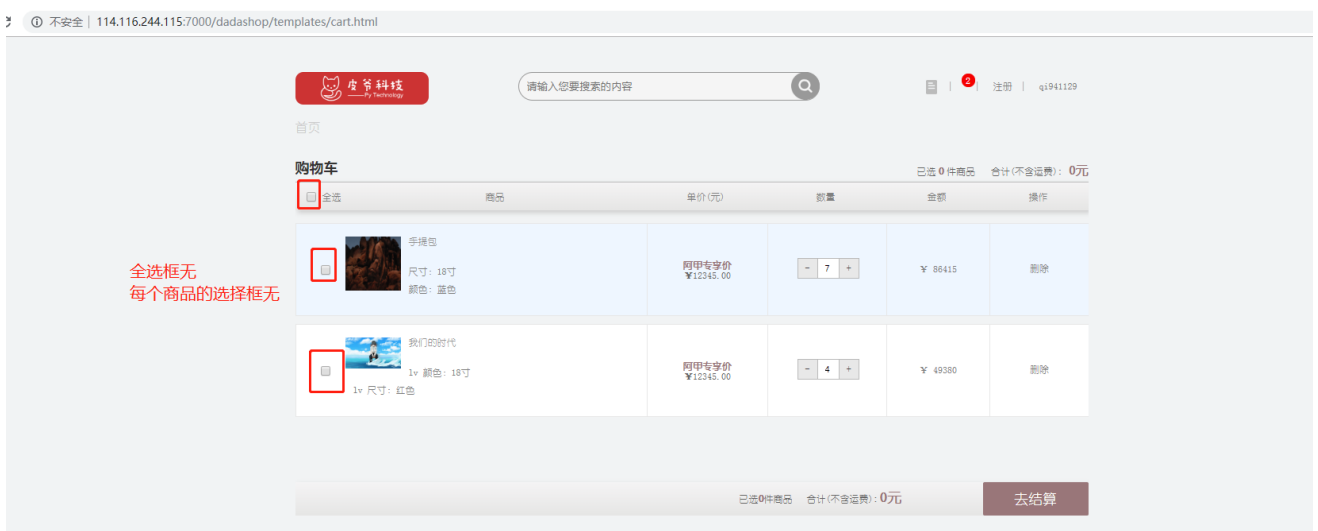 不安全 | 114.116.244.115:7000/dadashop/templates/cart.html
皮爷科技
Py Technology
请输入您要搜索的内容
2
注册 | qi941129
首页
购物车
已选 0 件商品 合计(不含运费): 0元
全选 商品 单价(元) 数量 金额 操作
手提包
尺寸: 18寸
颜色: 蓝色
阿甲专享价
¥12345.00
- 7 +
¥ 86415
删除
全选框无
每个商品的选择框无
我们的时代
lv 颜色: 18寸
lv 尺寸: 红色
阿甲专享价
¥12345.00
- 4 +
¥ 49380
删除
已选0件商品 合计(不含运费): 0元
去结算